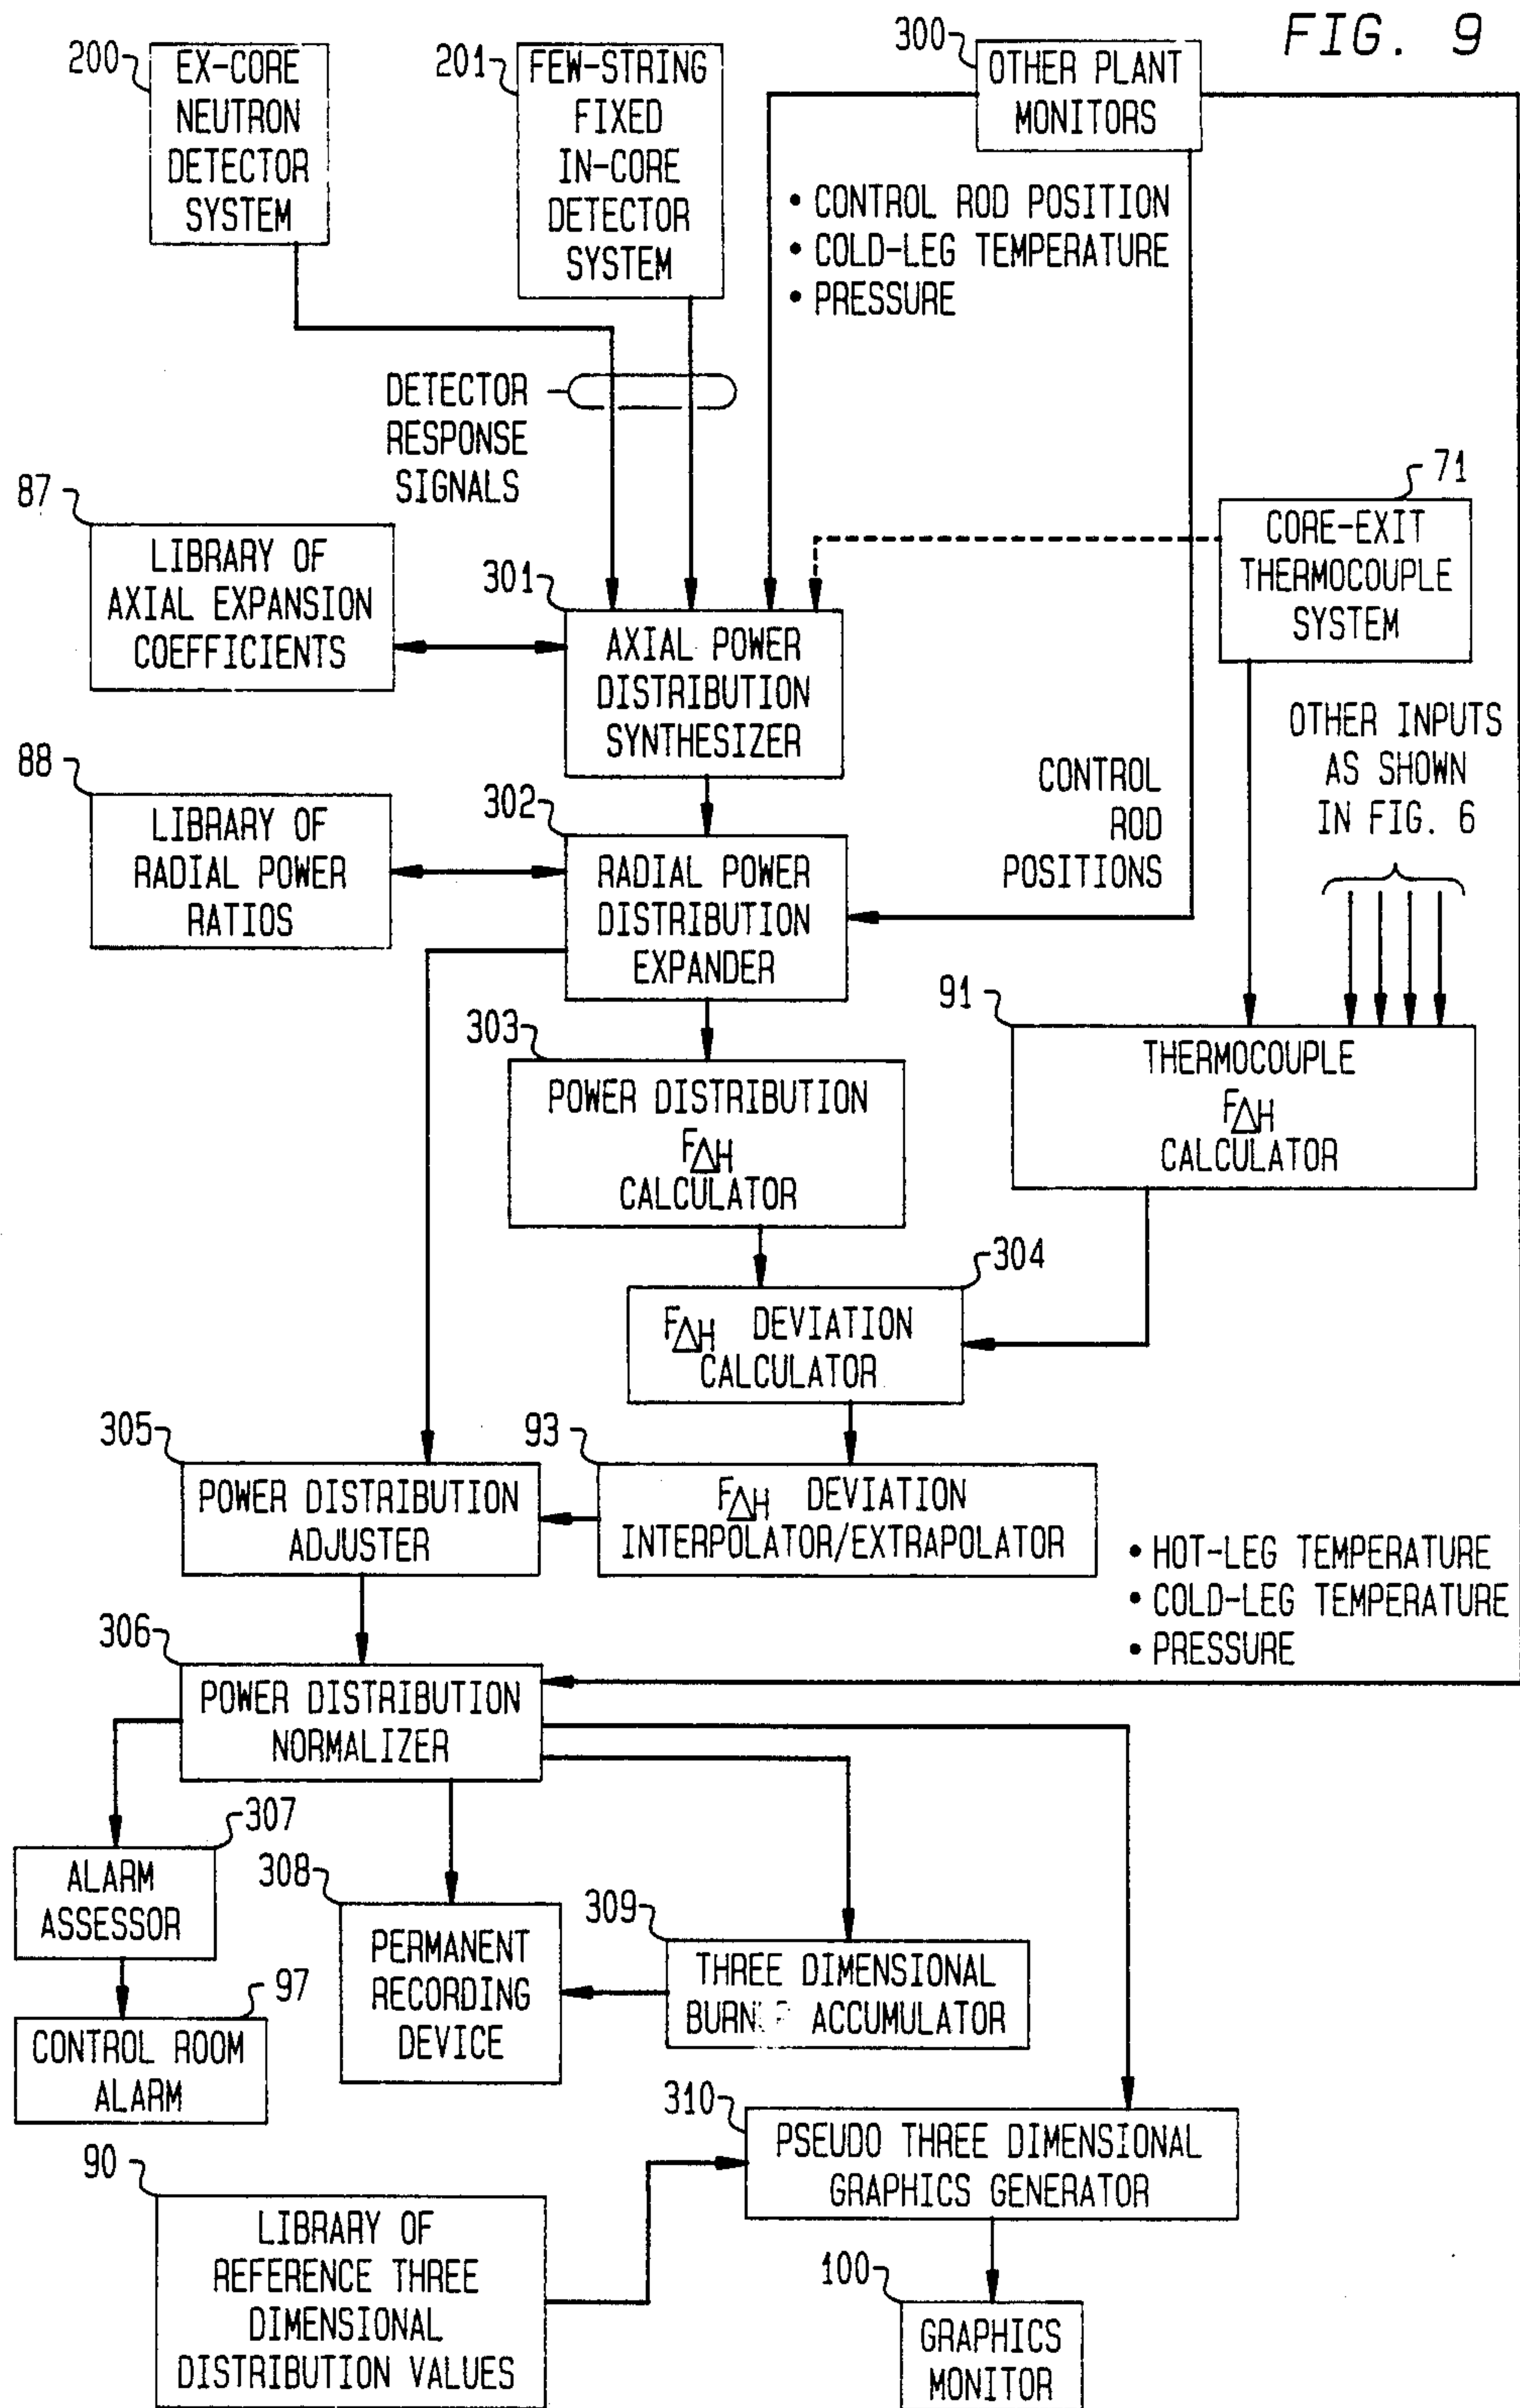 FIG. 9
200
EX-CORE
NEUTRON
DETECTOR
SYSTEM
201
FEW-STRING
FIXED
IN-CORE
DETECTOR
SYSTEM
300
OTHER PLANT
MONITORS
• CONTROL ROD POSITION
• COLD-LEG TEMPERATURE
• PRESSURE
DETECTOR
RESPONSE
SIGNALS
87
LIBRARY OF
AXIAL EXPANSION
COEFFICIENTS
301
AXIAL POWER
DISTRIBUTION
SYNTHESIZER
71
CORE-EXIT
THERMOCOUPLE
SYSTEM
OTHER INPUTS
AS SHOWN
IN FIG. 6
88
LIBRARY OF
RADIAL POWER
RATIOS
302
RADIAL POWER
DISTRIBUTION
EXPANDER
CONTROL
ROD
POSITIONS
303
POWER DISTRIBUTION
FΔH
CALCULATOR
91
THERMOCOUPLE
FΔH
CALCULATOR
304
FΔH DEVIATION
CALCULATOR
305
POWER DISTRIBUTION
ADJUSTER
93
FΔH DEVIATION
INTERPOLATOR/EXTRAPOLATOR
• HOT-LEG TEMPERATURE
• COLD-LEG TEMPERATURE
• PRESSURE
306
POWER DISTRIBUTION
NORMALIZER
307
ALARM
ASSESSOR
97
CONTROL ROOM
ALARM
308
PERMANENT
RECORDING
DEVICE
309
THREE DIMENSIONAL
ACCUMULATOR
310
PSEUDO THREE DIMENSIONAL
GRAPHICS GENERATOR
90
LIBRARY OF
REFERENCE THREE
DIMENSIONAL
DISTRIBUTION VALUES
100
GRAPHICS
MONITOR